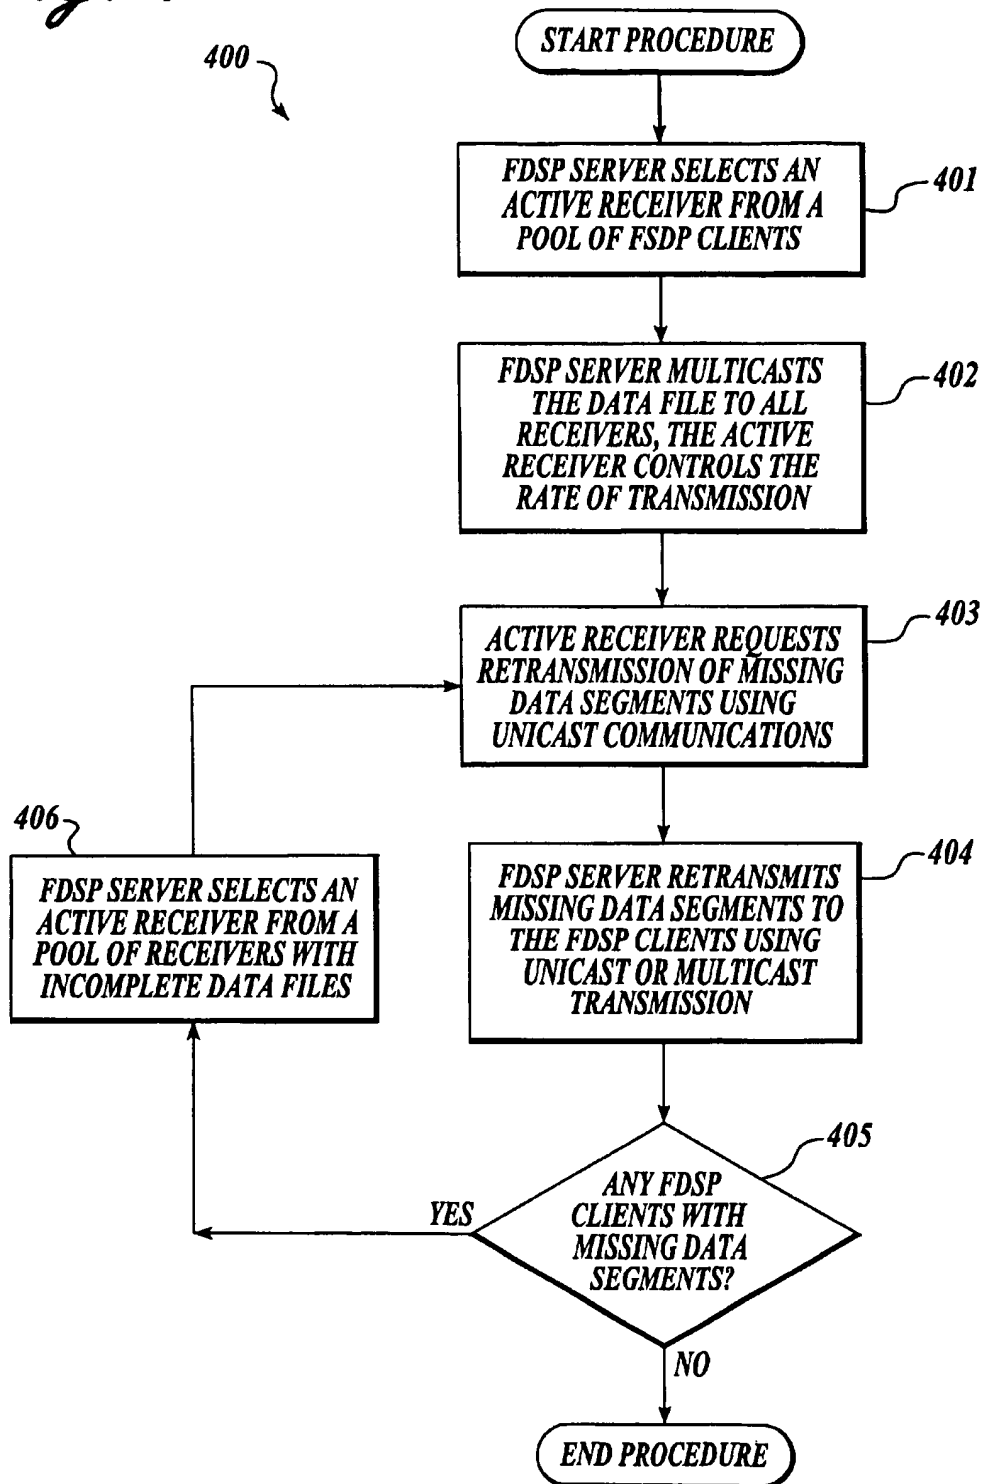 400
START PROCEDURE
FDSP SERVER SELECTS AN
ACTIVE RECEIVER FROM A
POOL OF FSDP CLIENTS
401
FDSP SERVER MULTICASTS
THE DATA FILE TO ALL
RECEIVERS, THE ACTIVE
RECEIVER CONTROLS THE
RATE OF TRANSMISSION
402
ACTIVE RECEIVER REQUESTS
RETRANSMISSION OF MISSING
DATA SEGMENTS USING
UNICAST COMMUNICATIONS
403
FDSP SERVER RETRANSMITS
MISSING DATA SEGMENTS TO
THE FDSP CLIENTS USING
UNICAST OR MULTICAST
TRANSMISSION
404
406
FDSP SERVER SELECTS AN
ACTIVE RECEIVER FROM A
POOL OF RECEIVERS WITH
INCOMPLETE DATA FILES
ANY FDSP
CLIENTS WITH
MISSING DATA
SEGMENTS?
405
YES
NO
END PROCEDURE